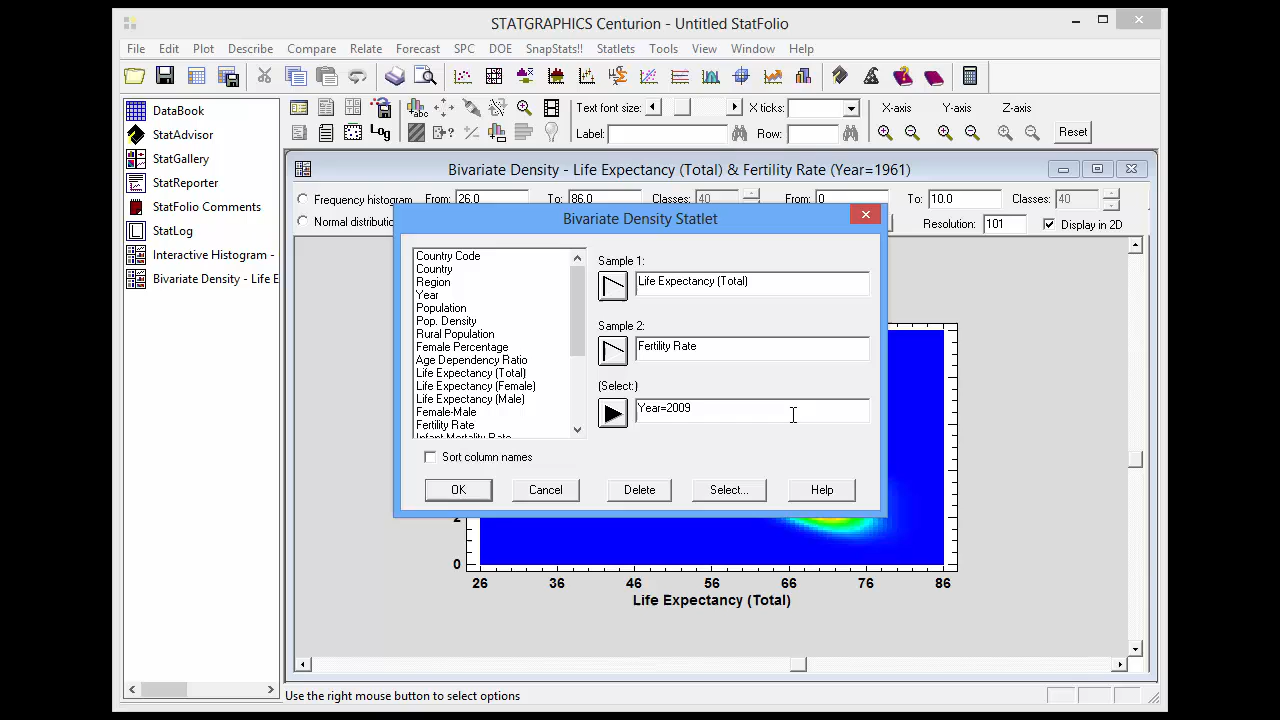 STATGRAPHICS Centurion - Untitled StatFolio
File Edit Plot Describe Compare Relate Forecast SPC DOE SnapStats!! Statlets Tools View Window Help
Text font size: X ticks: X-axis Y-axis Z-axis
Log Label: Row: Reset
DataBook
StatAdvisor
StatGallery
StatReporter
StatFolio Comments
StatLog
Interactive Histogram -
Bivariate Density - Life E
Bivariate Density - Life Expectancy (Total) & Fertility Rate (Year=1961)
Frequency histogram From: 26.0 To: 86.0 Classes: 40 From: 0 To: 10.0 Classes: 40
Normal distributio Resolution: 101 Display in 2D
Bivariate Density Statlet
Country Code
Country
Region
Year
Population
Pop. Density
Rural Population
Female Percentage
Age Dependency Ratio
Life Expectancy (Total)
Life Expectancy (Female)
Life Expectancy (Male)
Female-Male
Fertility Rate
Infant Mortality Rate
Sample 1:
Life Expectancy (Total)
Sample 2:
Fertility Rate
(Select:)
Year=2009
Sort column names
OK Cancel Delete Select... Help
2
0
26 36 46 56 66 76 86
Life Expectancy (Total)
Use the right mouse button to select options